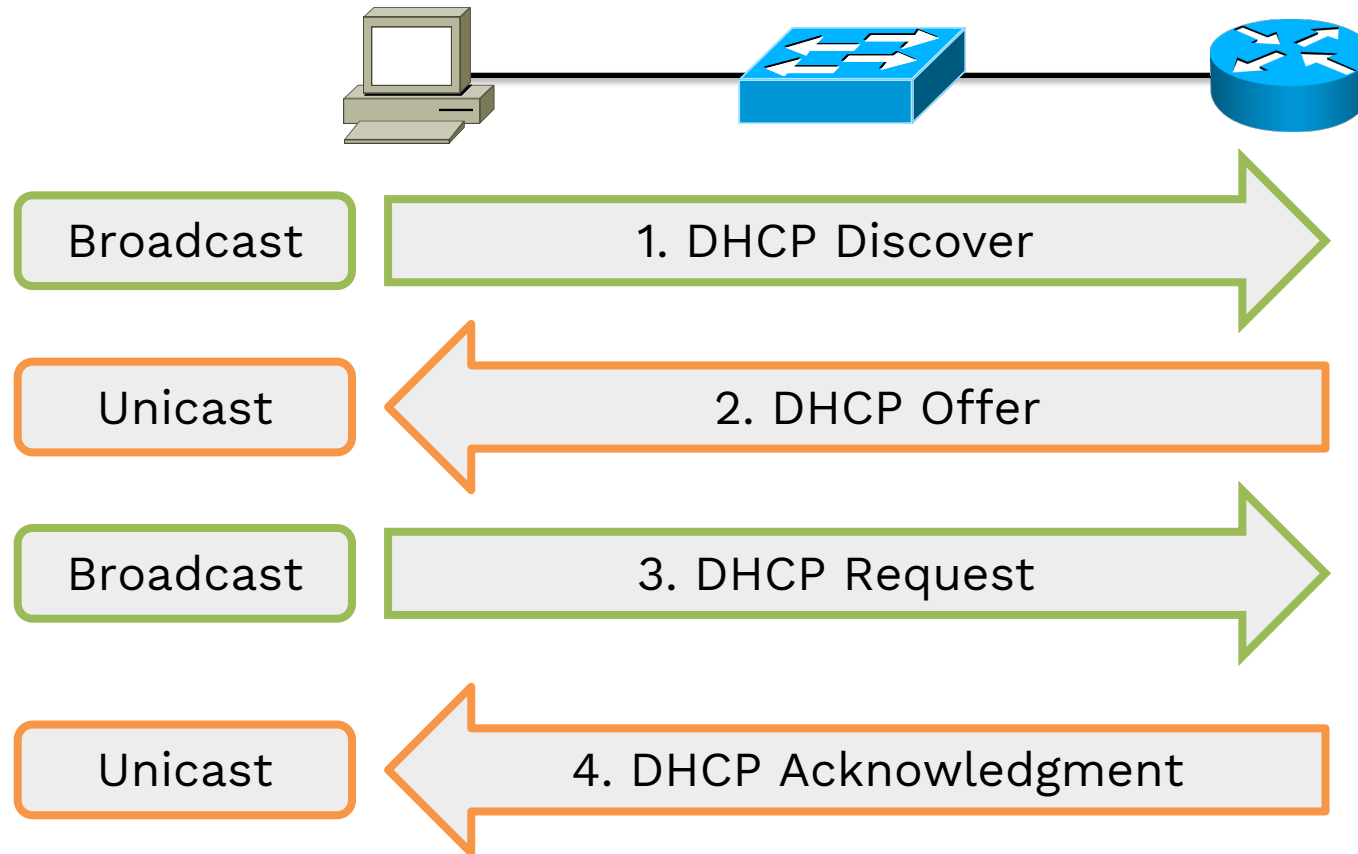 Broadcast
1. DHCP Discover
Unicast
2. DHCP Offer
Broadcast
3. DHCP Request
Unicast
4. DHCP Acknowledgment